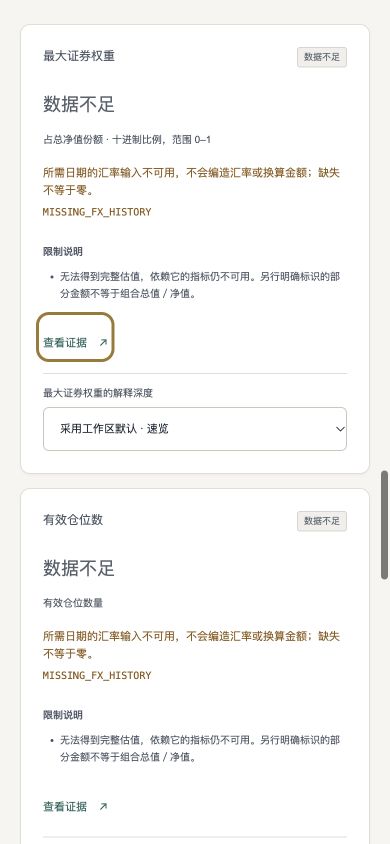 最大证券权重
数据不足
数据不足
占总净值份额 · 十进制比例，范围 0–1
所需日期的汇率输入不可用，不会编造汇率或换算金额；缺失
不等于零。
MISSING_FX_HISTORY
限制说明
• 无法得到完整估值，依赖它的指标仍不可用。另行明确标识的部
分金额不等于组合总值 / 净值。
查看证据 ↗
最大证券权重的解释深度
采用工作区默认 · 速览
有效仓位数
数据不足
数据不足
有效仓位数量
所需日期的汇率输入不可用，不会编造汇率或换算金额；缺失
不等于零。
MISSING_FX_HISTORY
限制说明
• 无法得到完整估值，依赖它的指标仍不可用。另行明确标识的部
分金额不等于组合总值 / 净值。
查看证据 ↗